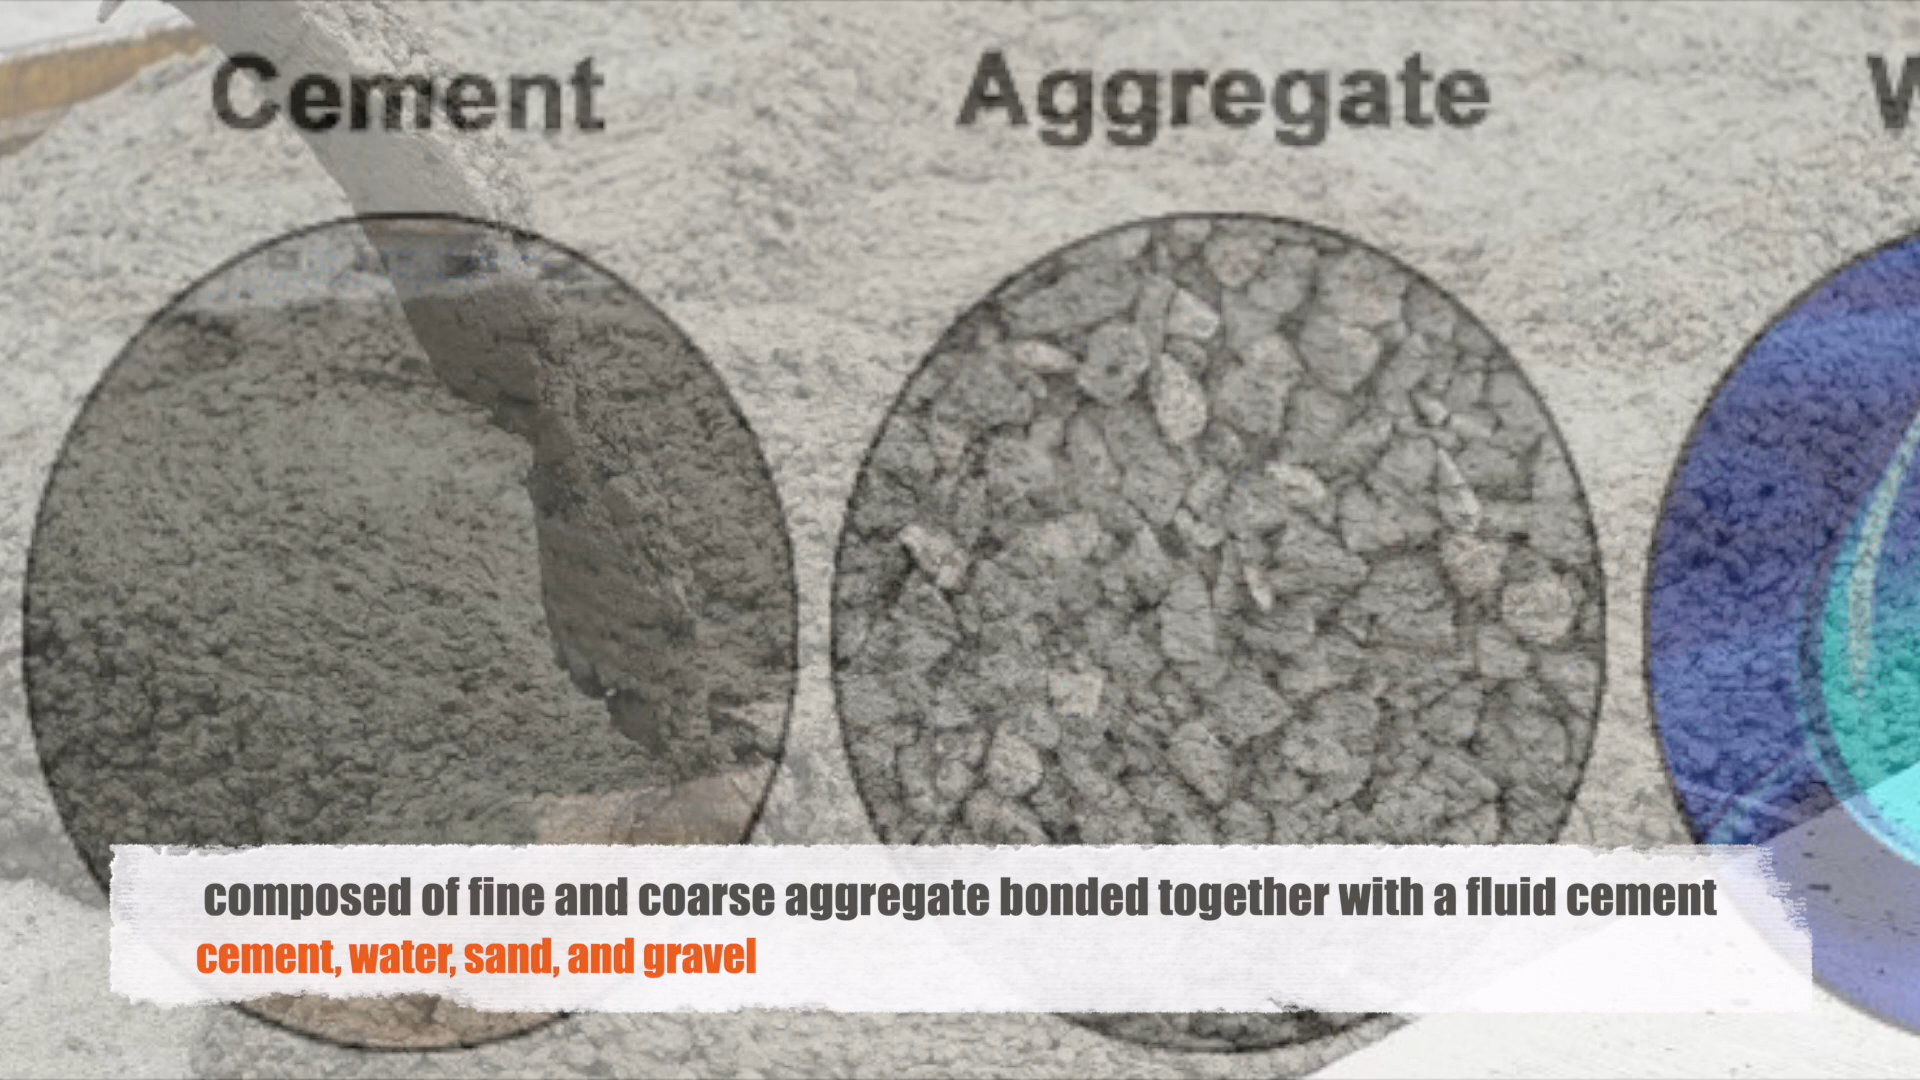 Cement Aggregate W
composed of fine and coarse aggregate bonded together with a fluid cement
cement, water, sand, and gravel